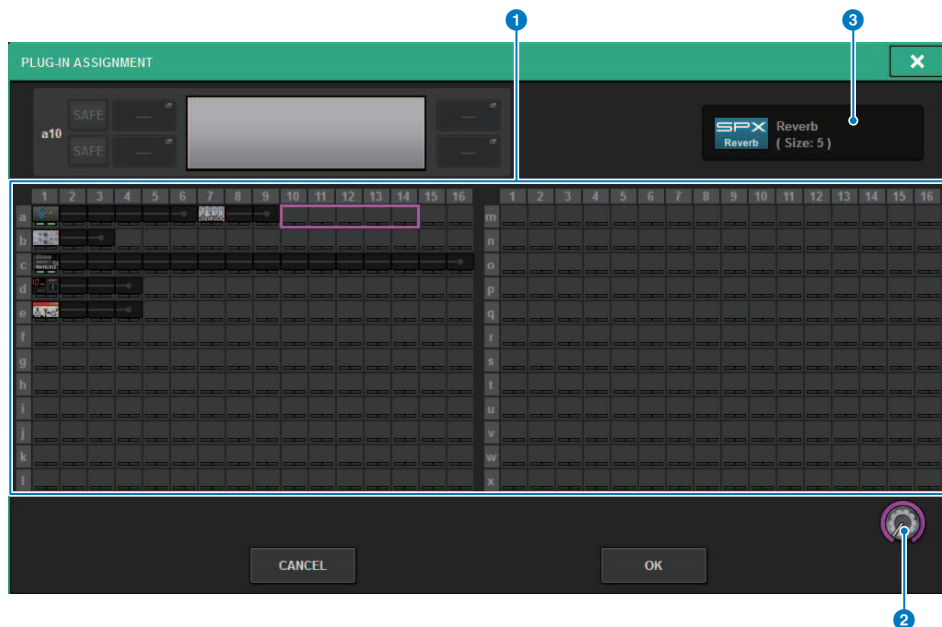 1 3
PLUG-IN ASSIGNMENT
a10 SAFE ---- ----
SAFE ---- ----
SPX Reverb
Reverb ( Size: 5 )
1 2 3 4 5 6 7 8 9 10 11 12 13 14 15 16 1 2 3 4 5 6 7 8 9 10 11 12 13 14 15 16
a m
b n
c o
d p
e q
f r
g s
h t
i u
j v
k w
l x
CANCEL OK
2